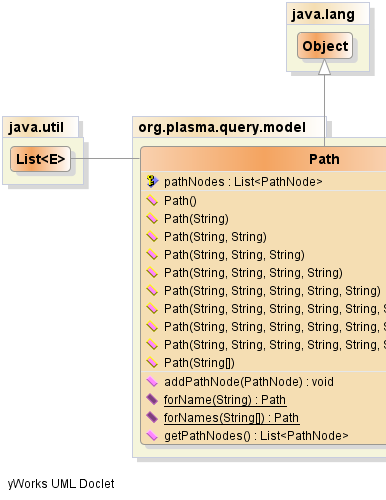 java.lang
Object
java.util
List<E>
org.plasma.query.model
Path
pathNodes : List<PathNode>
Path()
Path(String)
Path(String, String)
Path(String, String, String)
Path(String, String, String, String)
Path(String, String, String, String, String)
Path(String, String, String, String, String, S
Path(String, String, String, String, String, S
Path(String, String, String, String, String, S
Path(String[])
addPathNode(PathNode) : void
forName(String) : Path
forNames(String[]) : Path
getPathNodes() : List<PathNode>
yWorks UML Doclet